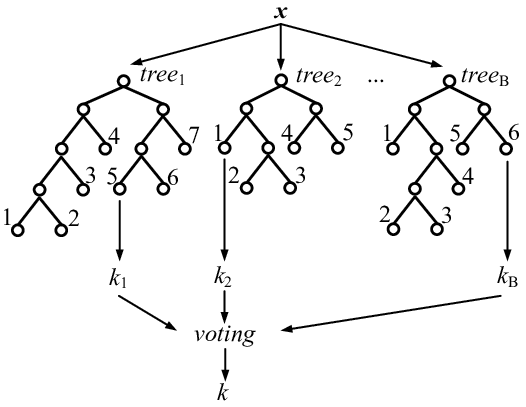 x
tree1 tree2 ... treeB
4 7 1 4 5 1 5 6
3 5 6 2 3 4
1 2 2 3
k1 k2 kB
voting
k